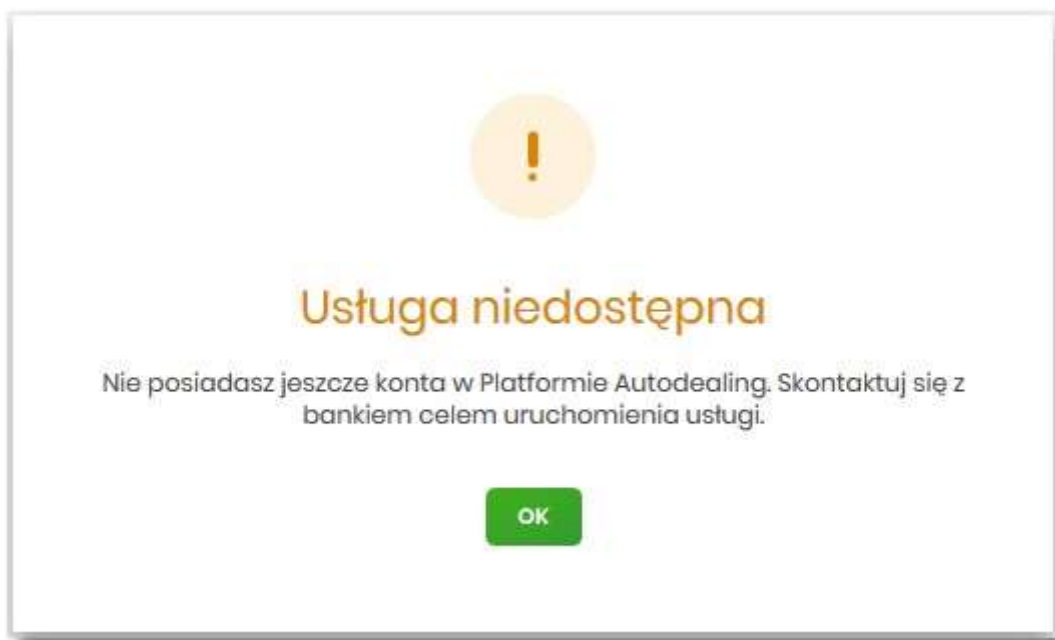 !
Usługa niedostępna
Nie posiadasz jeszcze konta w Platformie Autodealing. Skontaktuj się z
bankiem celem uruchomienia usługi.
OK